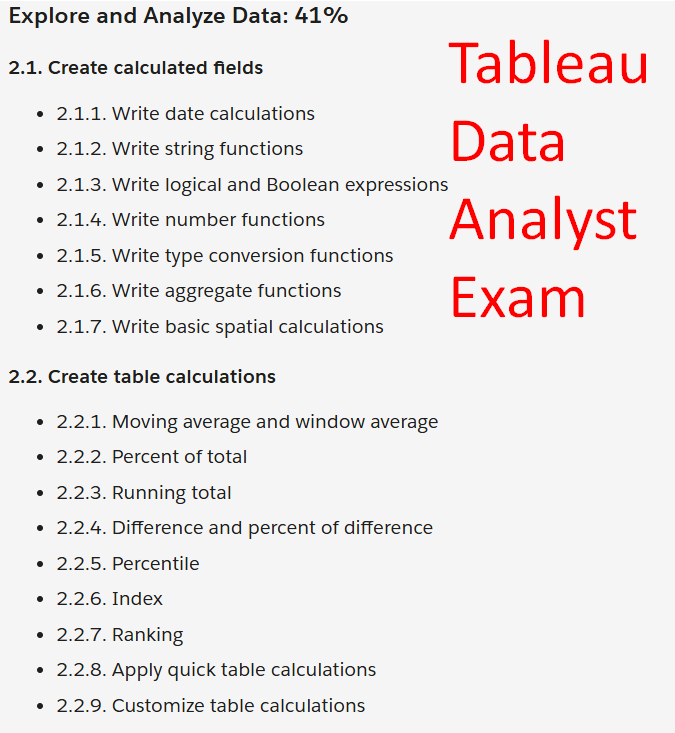 Explore and Analyze Data: 41%
2.1. Create calculated fields
• 2.1.1. Write date calculations
• 2.1.2. Write string functions
• 2.1.3. Write logical and Boolean expressions
• 2.1.4. Write number functions
• 2.1.5. Write type conversion functions
• 2.1.6. Write aggregate functions
• 2.1.7. Write basic spatial calculations
2.2. Create table calculations
• 2.2.1. Moving average and window average
• 2.2.2. Percent of total
• 2.2.3. Running total
• 2.2.4. Difference and percent of difference
• 2.2.5. Percentile
• 2.2.6. Index
• 2.2.7. Ranking
• 2.2.8. Apply quick table calculations
• 2.2.9. Customize table calculations
Tableau
Data
Analyst
Exam